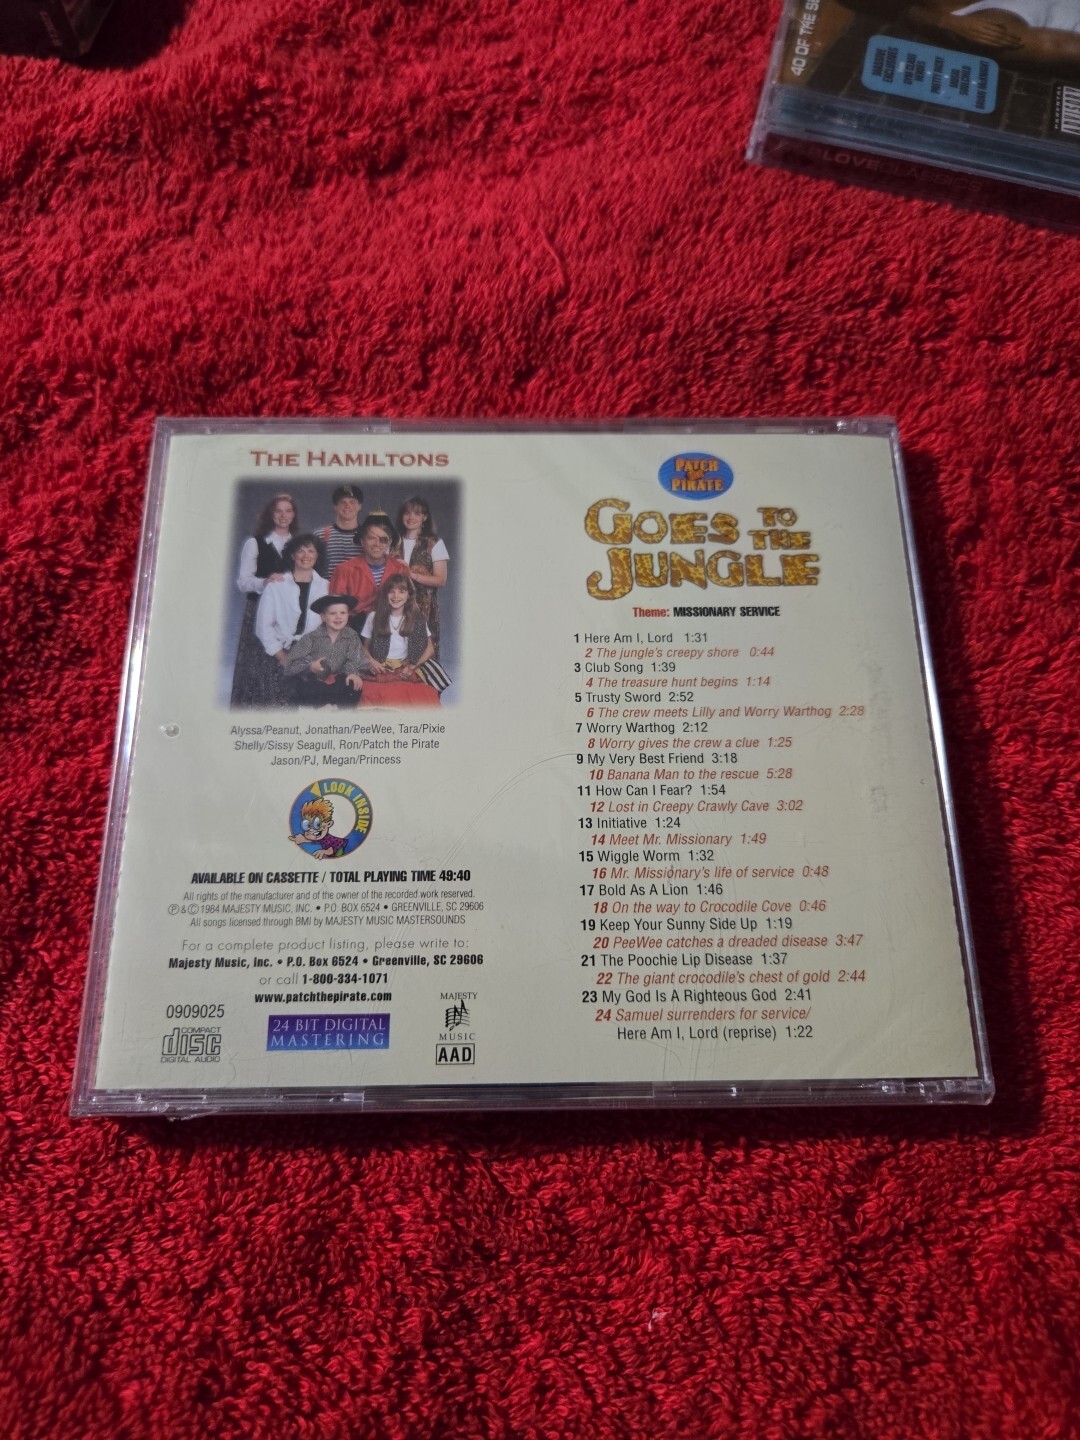 40 OF THE
MASSIVE
EXCLUSIVES
THE HAMILTONS
Alyssa/Peanut, Jonathan/PeeWee, Tara/Pixie
Shelly/Sissy Seagull, Ron/Patch the Pirate
Jason/PJ, Megan/Princess
LOOK INSIDE
AVAILABLE ON CASSETTE / TOTAL PLAYING TIME 49:40
All rights of the manufacturer and of the owner of the recorded work reserved.
℗ & © 1984 MAJESTY MUSIC, INC. • P.O. BOX 6524 • GREENVILLE, SC 29606
All songs licensed through BMI by MAJESTY MUSIC MASTERSOUNDS
For a complete product listing, please write to:
Majesty Music, Inc. • P.O. Box 6524 • Greenville, SC 29606
or call 1-800-334-1071
www.patchthepirate.com
0909025
COMPACT
disc
DIGITAL AUDIO
24 BIT DIGITAL
MASTERING
MAJESTY
MUSIC
AAD
PATCH
THE
PIRATE
GOES TO THE
JUNGLE
Theme: MISSIONARY SERVICE
1 Here Am I, Lord 1:31
2 The jungle's creepy shore 0:44
3 Club Song 1:39
4 The treasure hunt begins 1:14
5 Trusty Sword 2:52
6 The crew meets Lilly and Worry Warthog 2:28
7 Worry Warthog 2:12
8 Worry gives the crew a clue 1:25
9 My Very Best Friend 3:18
10 Banana Man to the rescue 5:28
11 How Can I Fear? 1:54
12 Lost in Creepy Crawly Cave 3:02
13 Initiative 1:24
14 Meet Mr. Missionary 1:49
15 Wiggle Worm 1:32
16 Mr. Missionary's life of service 0:48
17 Bold As A Lion 1:46
18 On the way to Crocodile Cove 0:46
19 Keep Your Sunny Side Up 1:19
20 PeeWee catches a dreaded disease 3:47
21 The Poochie Lip Disease 1:37
22 The giant crocodile's chest of gold 2:44
23 My God Is A Righteous God 2:41
24 Samuel surrenders for service/
Here Am I, Lord (reprise) 1:22